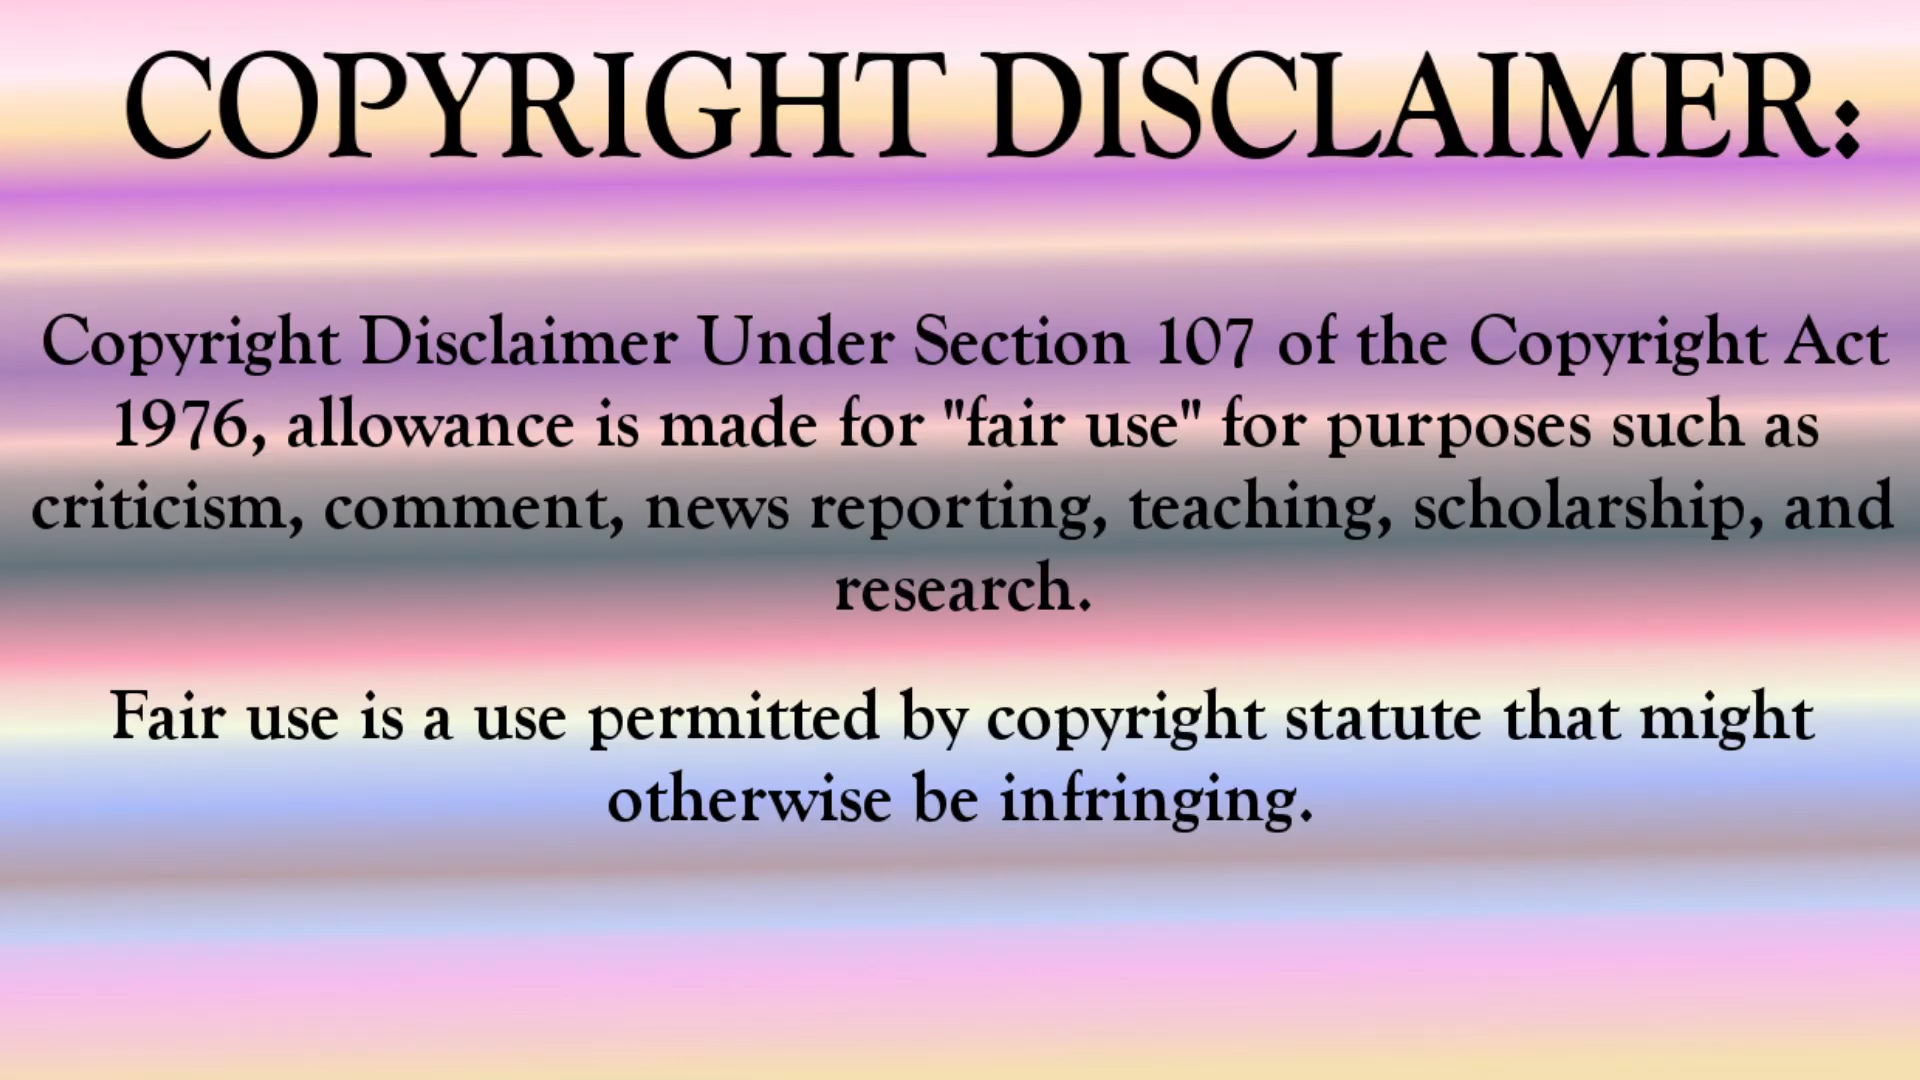 COPYRIGHT DISCLAIMER:
Copyright Disclaimer Under Section 107 of the Copyright Act
1976, allowance is made for "fair use" for purposes such as
criticism, comment, news reporting, teaching, scholarship, and
research.
Fair use is a use permitted by copyright statute that might
otherwise be infringing.